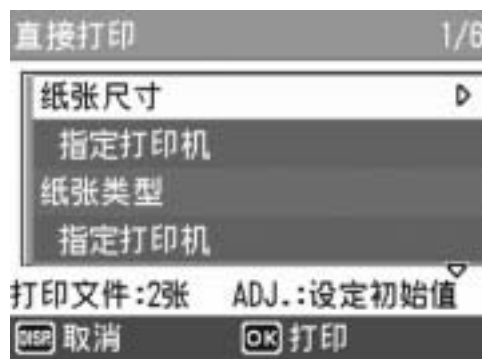 直接打印 1/6
纸张尺寸
指定打印机
纸张类型
指定打印机
打印文件:2张 ADJ.:设定初始值
DISP. 取消 OK 打印